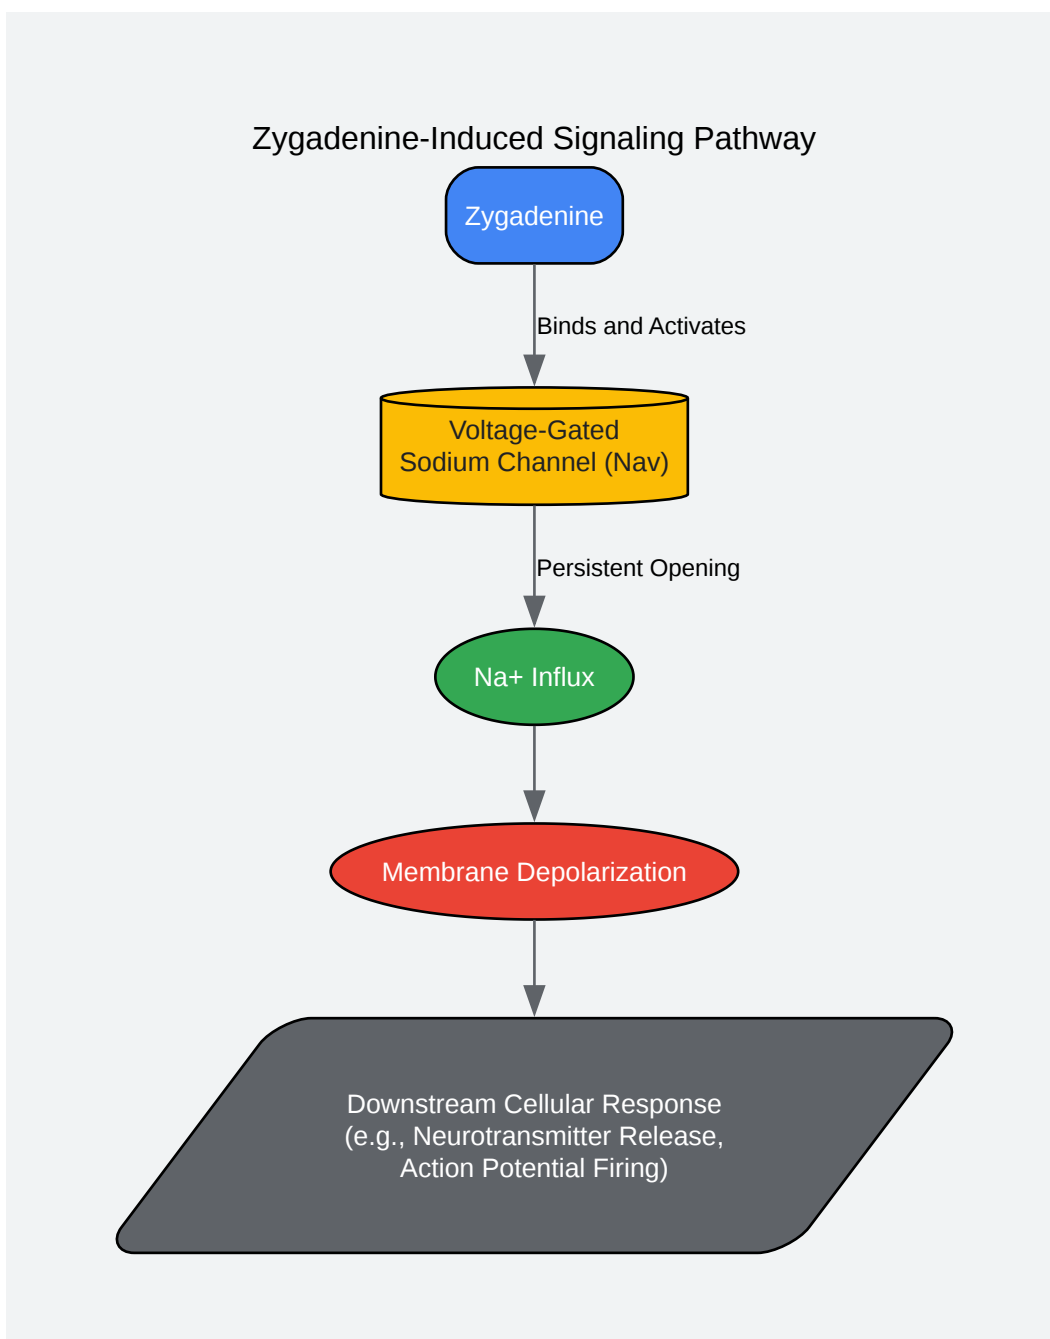 Zygadenine-Induced Signaling Pathway
Zygadenine
Binds and Activates
Voltage-Gated
Sodium Channel (Nav)
Persistent Opening
Na+ Influx
Membrane Depolarization
Downstream Cellular Response
(e.g., Neurotransmitter Release,
Action Potential Firing)